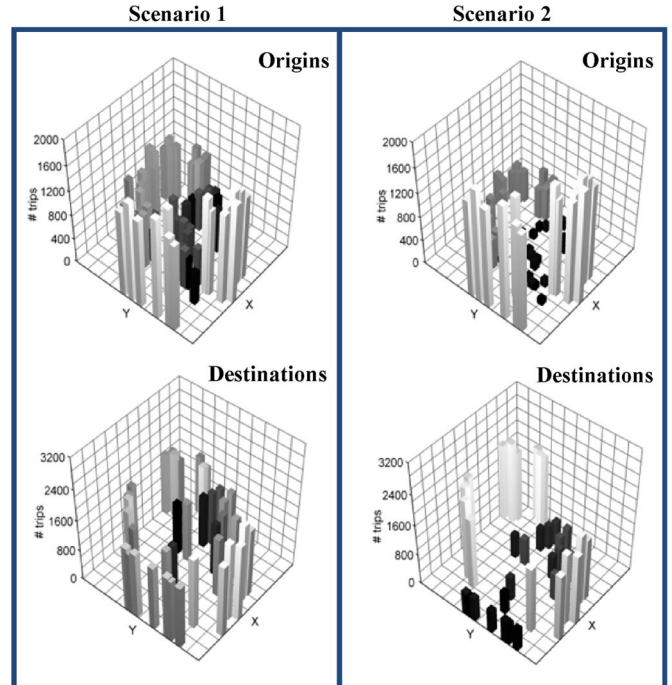 Scenario 1
Scenario 2
Origins
2000
1600
1200
800
400
0
# trips
Y
X
Origins
2000
1600
1200
800
400
0
# trips
Y
X
Destinations
3200
2400
1600
800
0
# trips
Y
X
Destinations
3200
2400
1600
800
0
# trips
Y
X